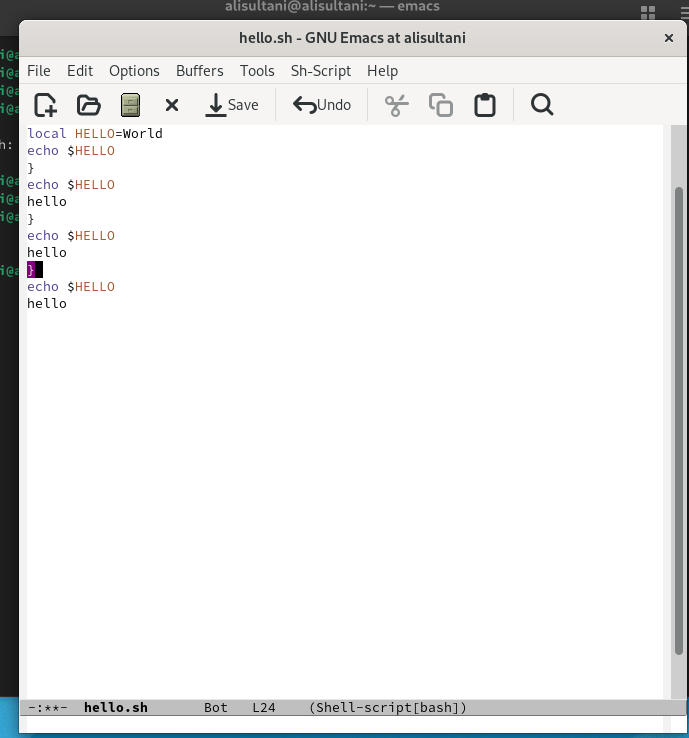 alisultani@alisultani:~ — emacs
hello.sh - GNU Emacs at alisultani
File Edit Options Buffers Tools Sh-Script Help
Save Undo
local HELLO=World
echo $HELLO
}
echo $HELLO
hello
}
echo $HELLO
hello
}
echo $HELLO
hello
-:**- hello.sh Bot L24 (Shell-script[bash])